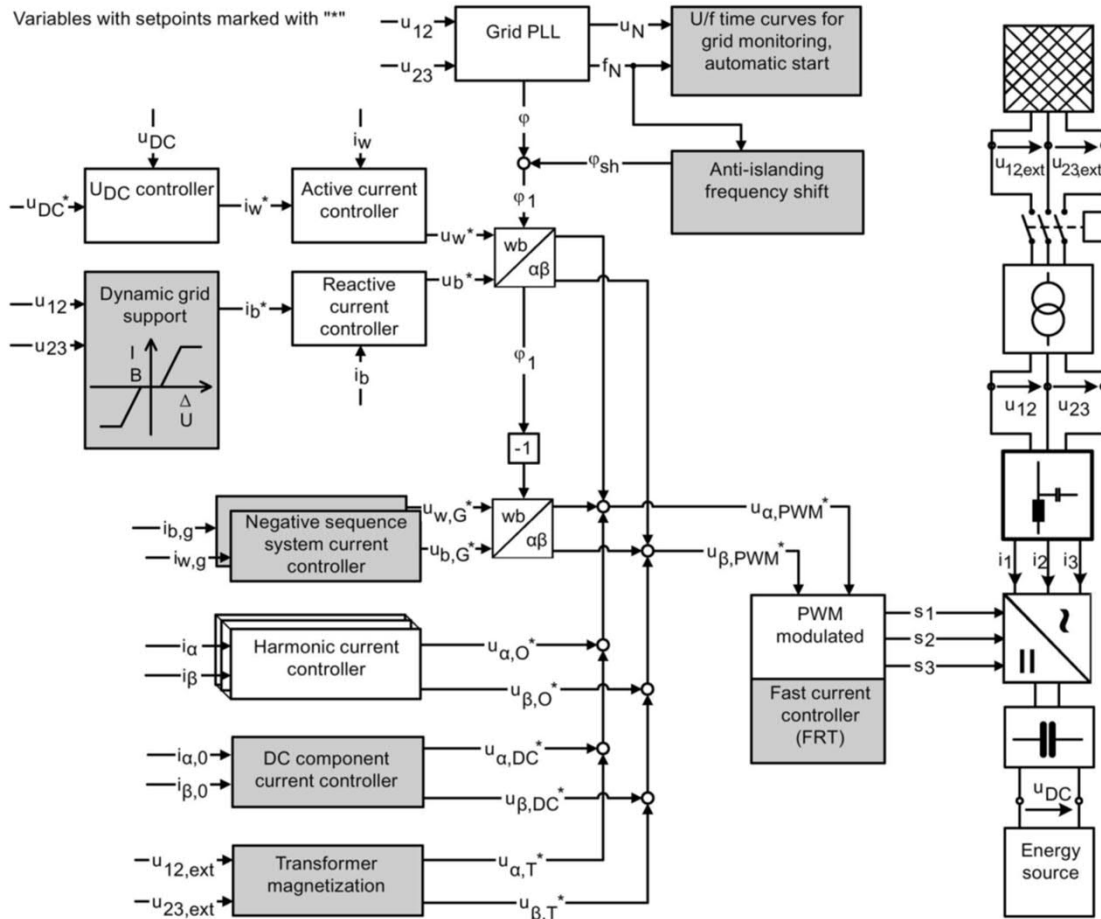 Variables with setpoints marked with "*"
u12
u23
Grid PLL
uN
fN
U/f time curves for
grid monitoring,
automatic start
φ
φsh
Anti-islanding
frequency shift
φ1
uDC
iw
uDC*
UDC controller
iw*
Active current
controller
uw*
wb
αβ
u12
u23
Dynamic grid
support
I
B
Δ
U
ib*
Reactive
current
controller
ub*
ib
φ1
-1
ib,g
iw,g
Negative sequence
system current
controller
uw,G*
ub,G*
wb
αβ
uα,PWM*
uβ,PWM*
iα
iβ
Harmonic current
controller
uα,O*
uβ,O*
PWM
modulated
Fast current
controller
(FRT)
s1
s2
s3
iα,0
iβ,0
DC component
current controller
uα,DC*
uβ,DC*
u12,ext
u23,ext
Transformer
magnetization
uα,T*
uβ,T*
u12,ext
u23,ext
u12
u23
i1
i2
i3
~
=
uDC
Energy
source